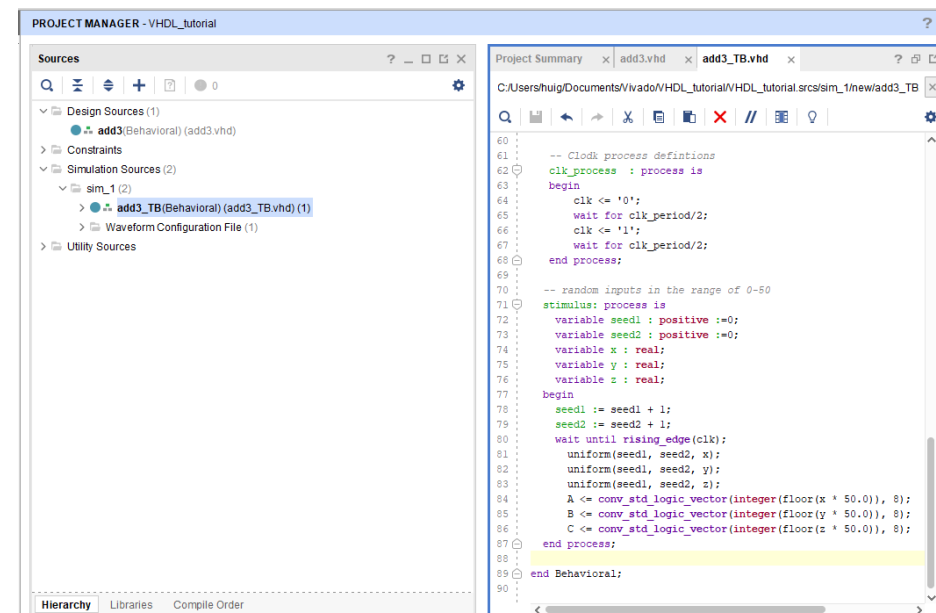 PROJECT MANAGER - VHDL_tutorial
?
Sources
? _
0
Design Sources (1)
add3(Behavioral) (add3.vhd)
Constraints
Simulation Sources (2)
sim_1 (2)
add3_TB(Behavioral) (add3_TB.vhd) (1)
Waveform Configuration File (1)
Utility Sources
Hierarchy Libraries Compile Order
Project Summary × add3.vhd × add3_TB.vhd ×
?
C:/Users/huig/Documents/Vivado/VHDL_tutorial/VHDL_tutorial.srcs/sim_1/new/add3_TB
60
61 -- Clodk process defintions
62 clk_process : process is
63 begin
64 clk <= '0';
65 wait for clk_period/2;
66 clk <= '1';
67 wait for clk_period/2;
68 end process;
69
70 -- random inputs in the range of 0-50
71 stimulus: process is
72 variable seed1 : positive :=0;
73 variable seed2 : positive :=0;
74 variable x : real;
75 variable y : real;
76 variable z : real;
77 begin
78 seed1 := seed1 + 1;
79 seed2 := seed2 + 1;
80 wait until rising_edge(clk);
81 uniform(seed1, seed2, x);
82 uniform(seed1, seed2, y);
83 uniform(seed1, seed2, z);
84 A <= conv_std_logic_vector(integer(floor(x * 50.0)), 8);
85 B <= conv_std_logic_vector(integer(floor(y * 50.0)), 8);
86 C <= conv_std_logic_vector(integer(floor(z * 50.0)), 8);
87 end process;
88
89 end Behavioral;
90